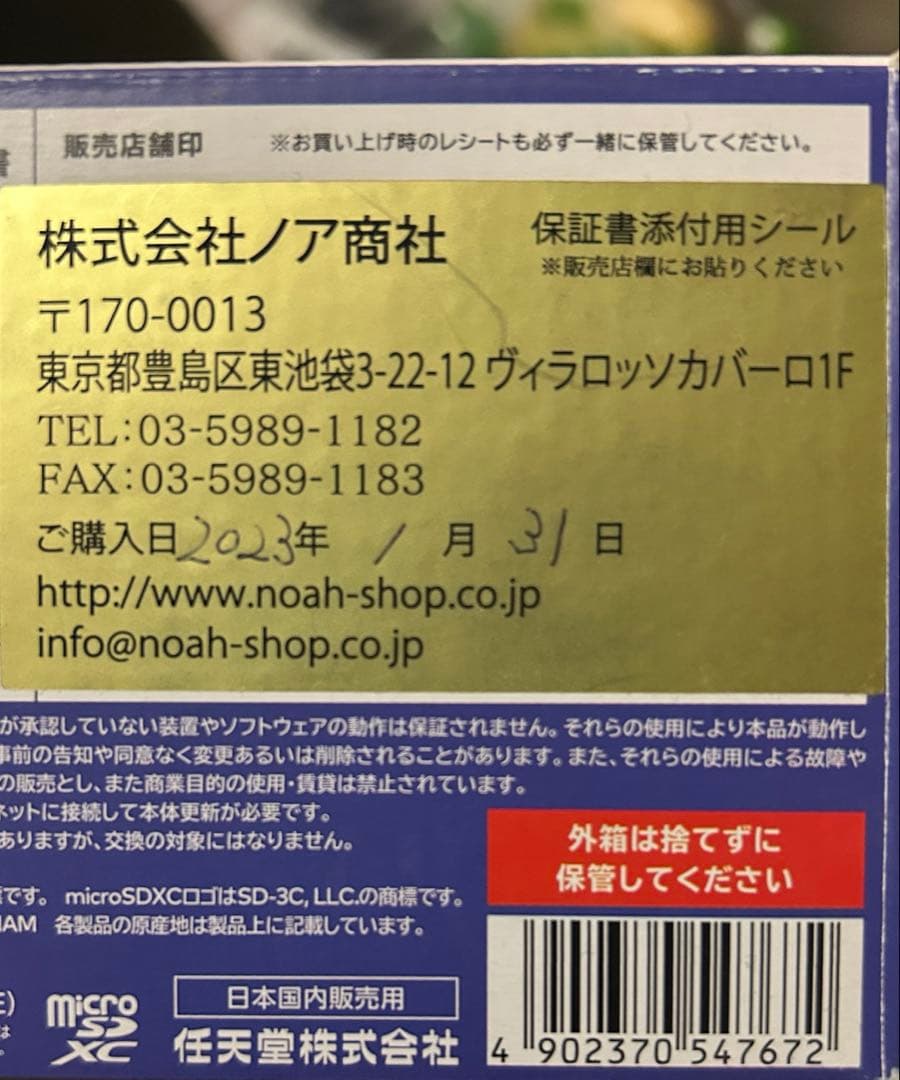 販売店舗印 ※お買い上げ時のレシートも必ず一緒に保管してください。
書
株式会社ノア商社 保証書添付用シール
※販売店欄にお貼りください
〒170-0013
東京都豊島区東池袋3-22-12 ヴィラロッソカバーロ1F
TEL:03-5989-1182
FAX:03-5989-1183
ご購入日2023年 1月 31日
http://www.noah-shop.co.jp
info@noah-shop.co.jp
が承認していない装置やソフトウェアの動作は保証されません。それらの使用により本品が動作し
事前の告知や同意なく変更あるいは削除されることがあります。また、それらの使用による故障や
の販売とし、また商業目的の使用・賃貸は禁止されています。
ネットに接続して本体更新が必要です。
ありますが、交換の対象にはなりません。
外箱は捨てずに
保管してください
標です。 microSDXCロゴはSD-3C, LLC.の商標です。
NAM 各製品の原産地は製品上に記載しています。
E)
は
micro
SD
XC
日本国内販売用
任天堂株式会社
4 902370 547672